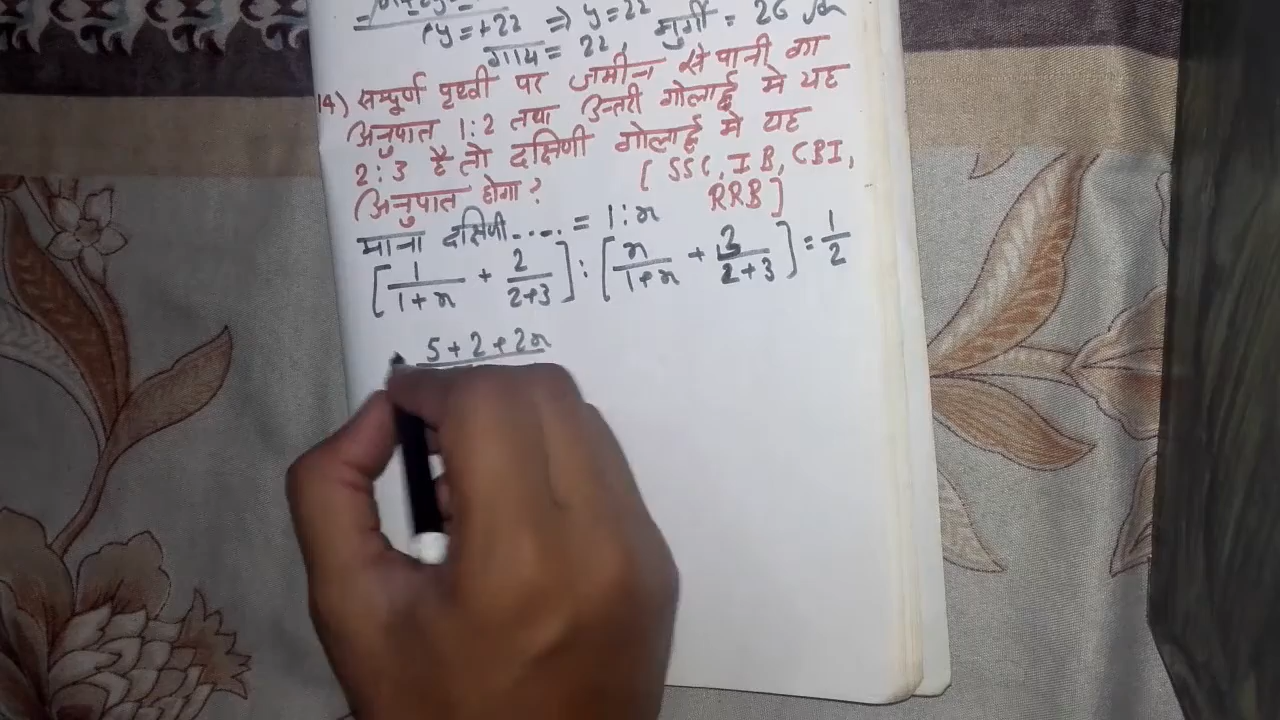 py = +22 ⇒ y = 22
गाय = 22, मुर्गी = 26
14) सम्पूर्ण पृथ्वी पर जमीन से पानी का
अनुपात 1:2 तथा उत्तरी गोलार्द्ध मे यह
2:3 है तो दक्षिणी गोलार्द्ध मे यह
अनुपात होगा? [SSC, IB, CBI,
RRB]
माना दक्षिणी.... = 1:x
[1/(1+x) + 2/(2+3)] : [x/(1+x) + 3/(2+3)] = 1/2
5+2+2x